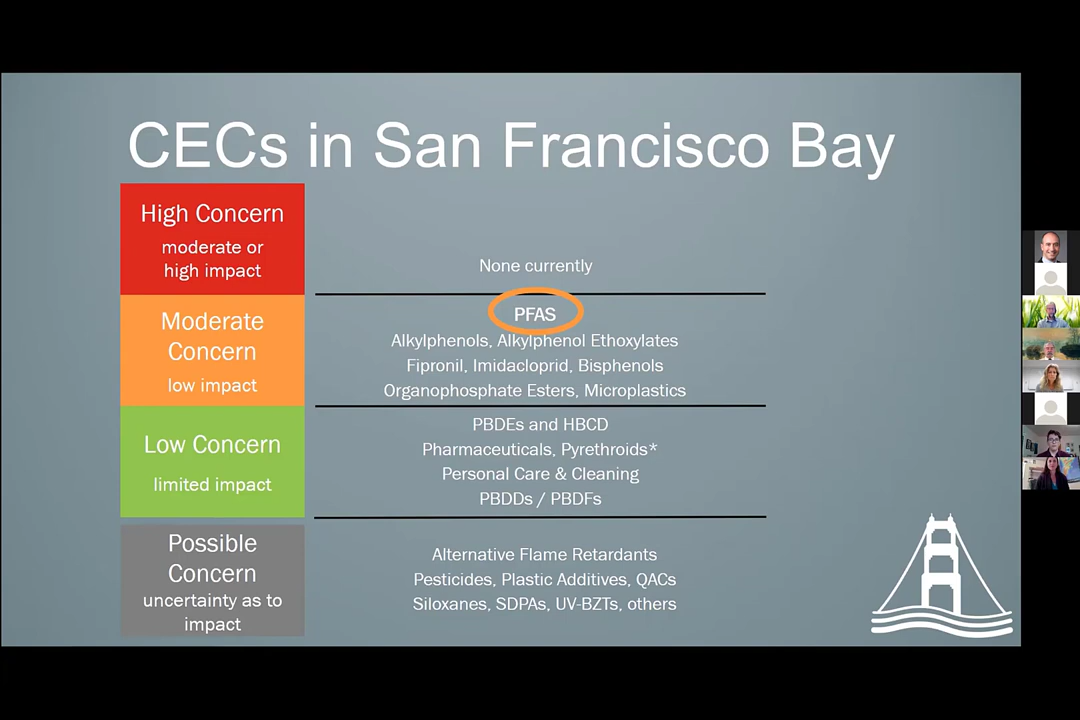 CECs in San Francisco Bay
High Concern
moderate or
high impact
None currently
Moderate
Concern
low impact
PFAS
Alkylphenols, Alkylphenol Ethoxylates
Fipronil, Imidacloprid, Bisphenols
Organophosphate Esters, Microplastics
Low Concern
limited impact
PBDEs and HBCD
Pharmaceuticals, Pyrethroids*
Personal Care & Cleaning
PBDDs / PBDFs
Possible
Concern
uncertainty as to
impact
Alternative Flame Retardants
Pesticides, Plastic Additives, QACs
Siloxanes, SDPAs, UV-BZTs, others